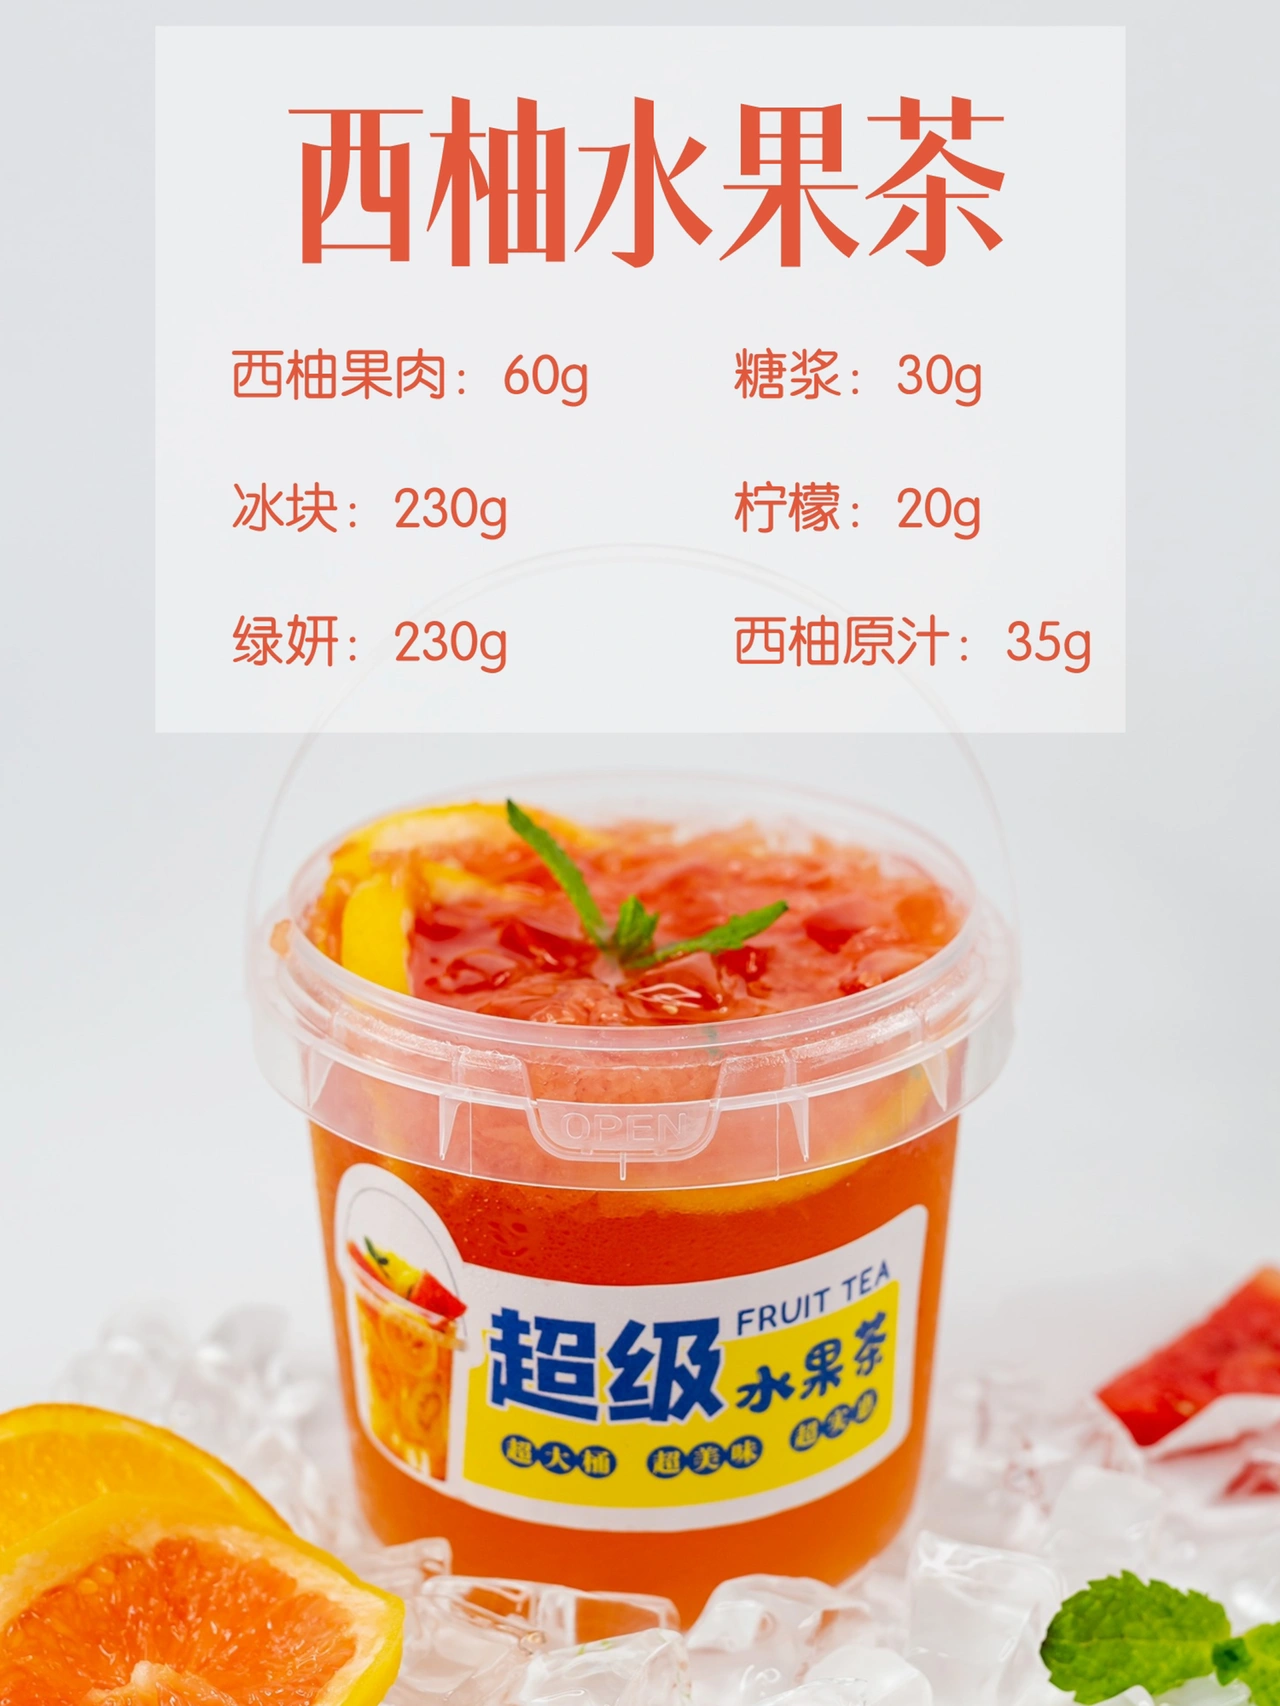 西柚水果茶
西柚果肉：60g
糖浆：30g
冰块：230g
柠檬：20g
绿妍：230g
西柚原汁：35g
OPEN
FRUIT TEA
超级水果茶
超大桶 超美味 超实惠